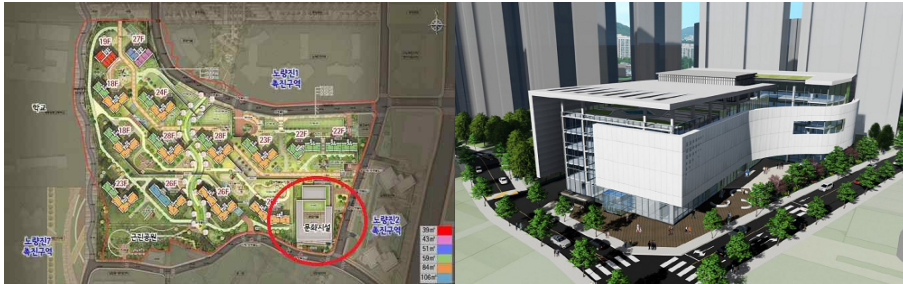 19F
27F
노량진1
촉진구역
18F
24F
학교
18F
28F
28F
23F
22F
22F
23F
26F
26F
문화시설
노량진2
촉진구역
노량진7
촉진구역
근린공원
39㎡
43㎡
51㎡
59㎡
84㎡
106㎡